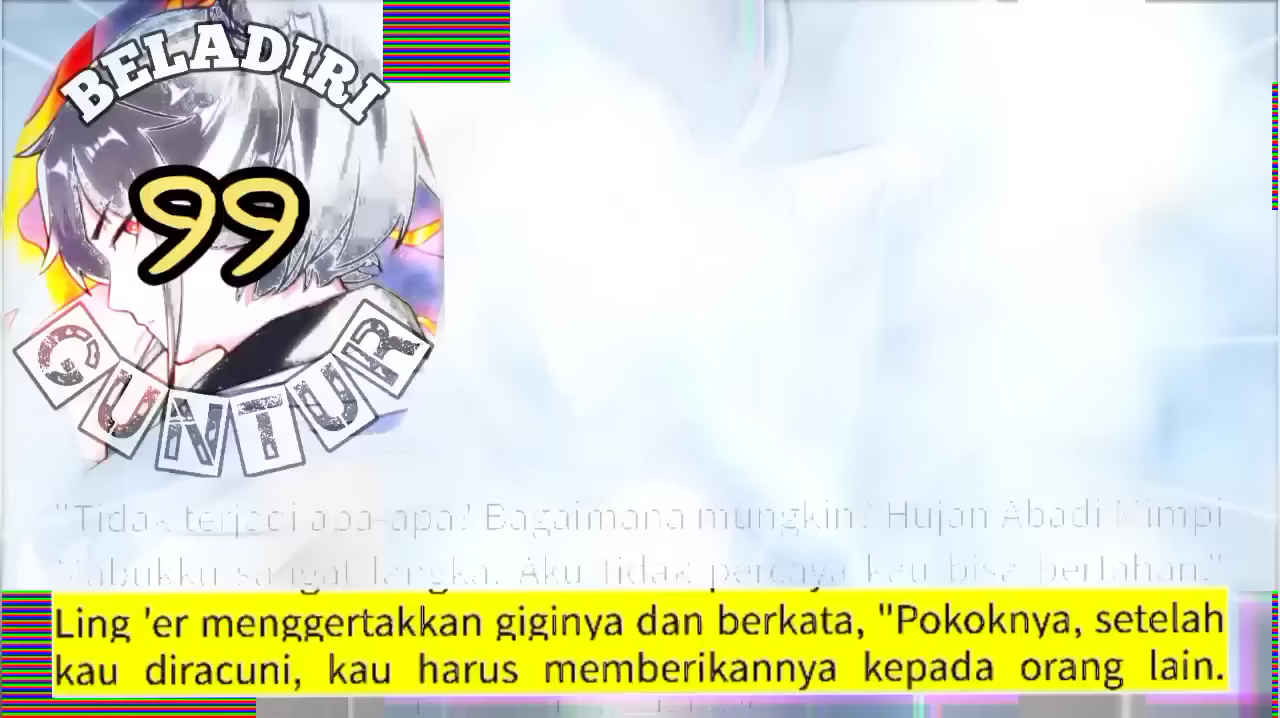 BELADIRI
99
GUNTUR
"Tidak terjadi apa-apa? Bagaimana mungkin? Hujan Abadi Mimpi
Mabukku sangat langka. Aku tidak percaya kau bisa bertahan."
Ling 'er menggertakkan giginya dan berkata, "Pokoknya, setelah
kau diracuni, kau harus memberikannya kepada orang lain.